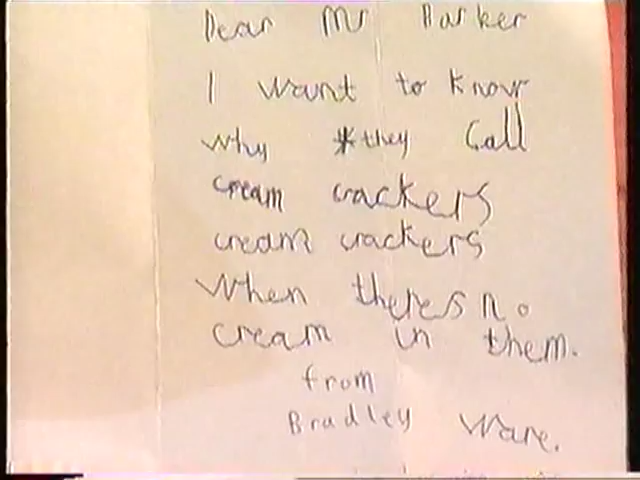 Dear Mr Barker
I want to know
why *they Call
cream crackers
cream crackers
when theres no
cream in them.
from
Bradley Ware.